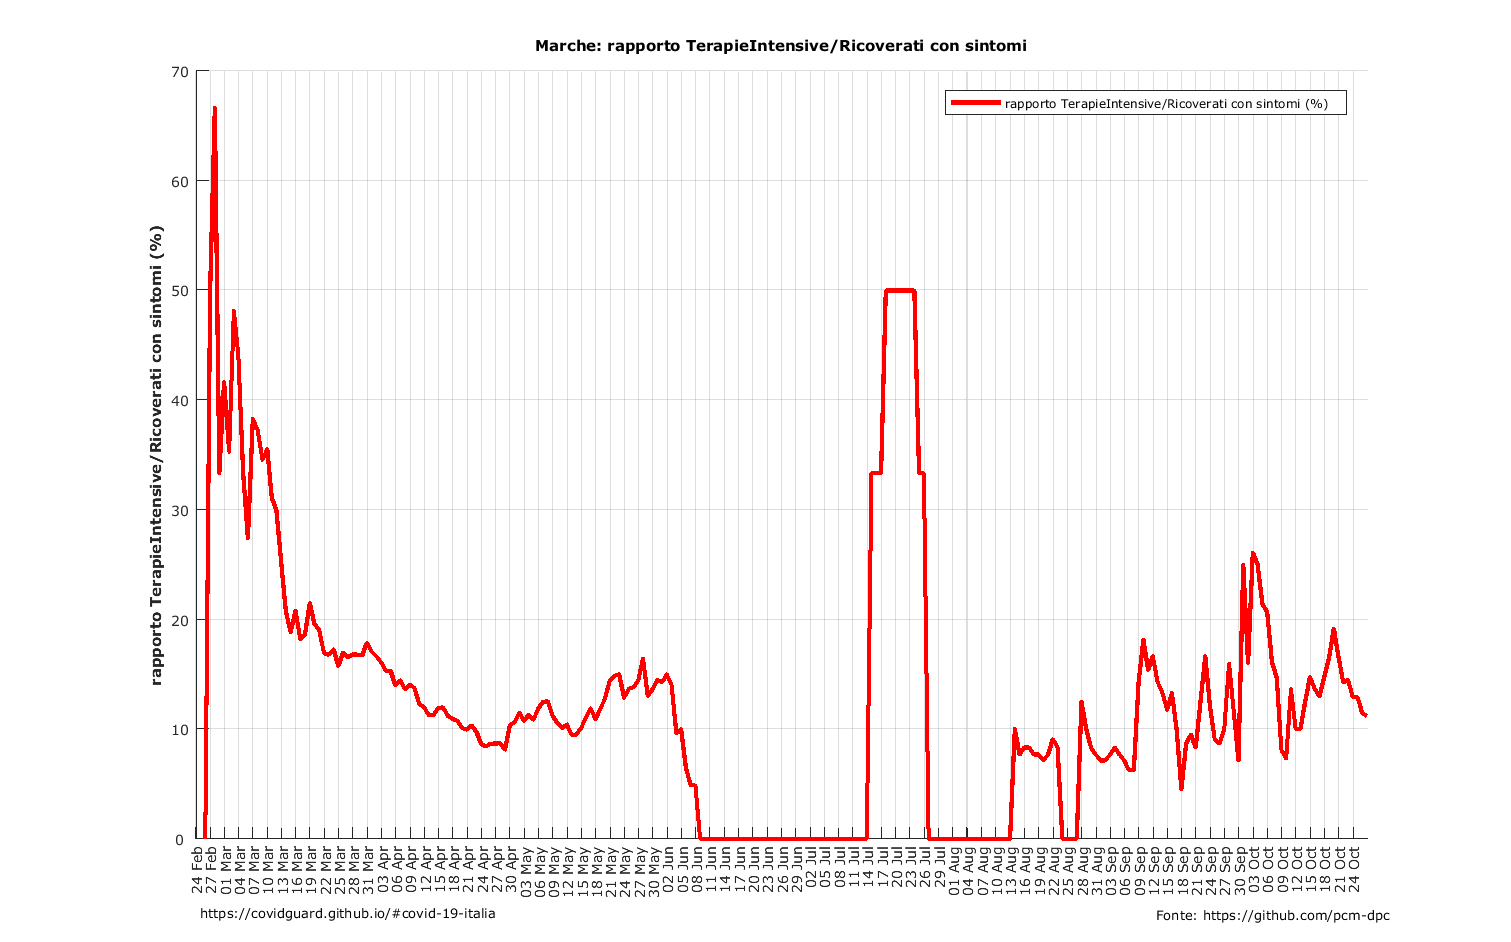 Marche: rapporto TerapieIntensive/Ricoverati con sintomi
rapporto TerapieIntensive/Ricoverati con sintomi (%)
rapporto TerapieIntensive/Ricoverati con sintomi (%)
70
60
50
40
30
20
10
0
24 Feb
27 Feb
01 Mar
04 Mar
07 Mar
10 Mar
13 Mar
16 Mar
19 Mar
22 Mar
25 Mar
28 Mar
31 Mar
03 Apr
06 Apr
09 Apr
12 Apr
15 Apr
18 Apr
21 Apr
24 Apr
27 Apr
30 Apr
03 May
06 May
09 May
12 May
15 May
18 May
21 May
24 May
27 May
30 May
02 Jun
05 Jun
08 Jun
11 Jun
14 Jun
17 Jun
20 Jun
23 Jun
26 Jun
29 Jun
02 Jul
05 Jul
08 Jul
11 Jul
14 Jul
17 Jul
20 Jul
23 Jul
26 Jul
29 Jul
01 Aug
04 Aug
07 Aug
10 Aug
13 Aug
16 Aug
19 Aug
22 Aug
25 Aug
28 Aug
31 Aug
03 Sep
06 Sep
09 Sep
12 Sep
15 Sep
18 Sep
21 Sep
24 Sep
27 Sep
30 Sep
03 Oct
06 Oct
09 Oct
12 Oct
15 Oct
18 Oct
21 Oct
24 Oct
https://covidguard.github.io/#covid-19-italia
Fonte: https://github.com/pcm-dpc